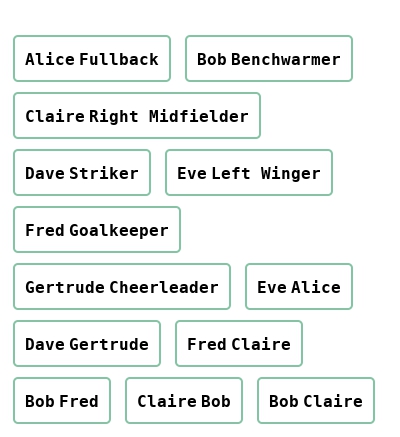 Alice Fullback Bob Benchwarmer
Claire Right Midfielder
Dave Striker Eve Left Winger
Fred Goalkeeper
Gertrude Cheerleader Eve Alice
Dave Gertrude Fred Claire
Bob Fred Claire Bob Bob Claire